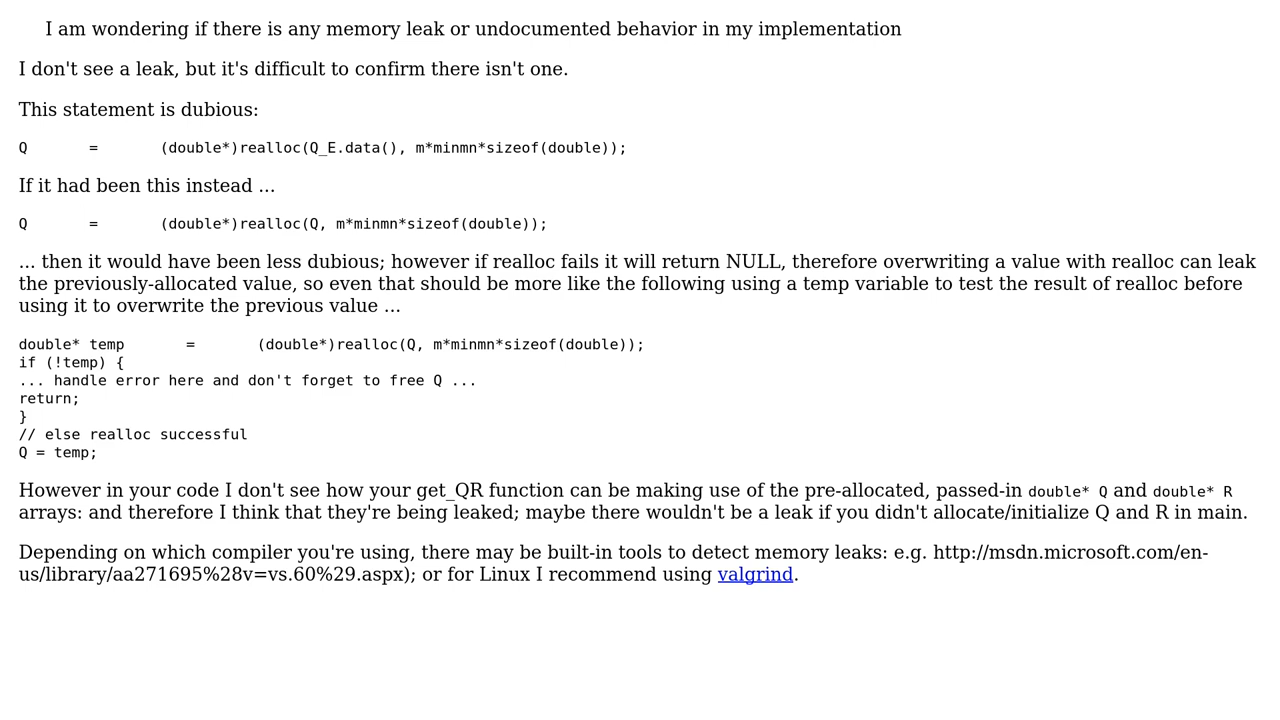 I am wondering if there is any memory leak or undocumented behavior in my implementation
I don't see a leak, but it's difficult to confirm there isn't one.
This statement is dubious:
Q       =       (double*)realloc(Q_E.data(), m*minmn*sizeof(double));
If it had been this instead ...
Q       =       (double*)realloc(Q, m*minmn*sizeof(double));
... then it would have been less dubious; however if realloc fails it will return NULL, therefore overwriting a value with realloc can leak
the previously-allocated value, so even that should be more like the following using a temp variable to test the result of realloc before
using it to overwrite the previous value ...
double* temp       =       (double*)realloc(Q, m*minmn*sizeof(double));
if (!temp) {
... handle error here and don't forget to free Q ...
return;
}
// else realloc successful
Q = temp;
However in your code I don't see how your get_QR function can be making use of the pre-allocated, passed-in double* Q and double* R
arrays: and therefore I think that they're being leaked; maybe there wouldn't be a leak if you didn't allocate/initialize Q and R in main.
Depending on which compiler you're using, there may be built-in tools to detect memory leaks: e.g. http://msdn.microsoft.com/en-
us/library/aa271695%28v=vs.60%29.aspx); or for Linux I recommend using valgrind.